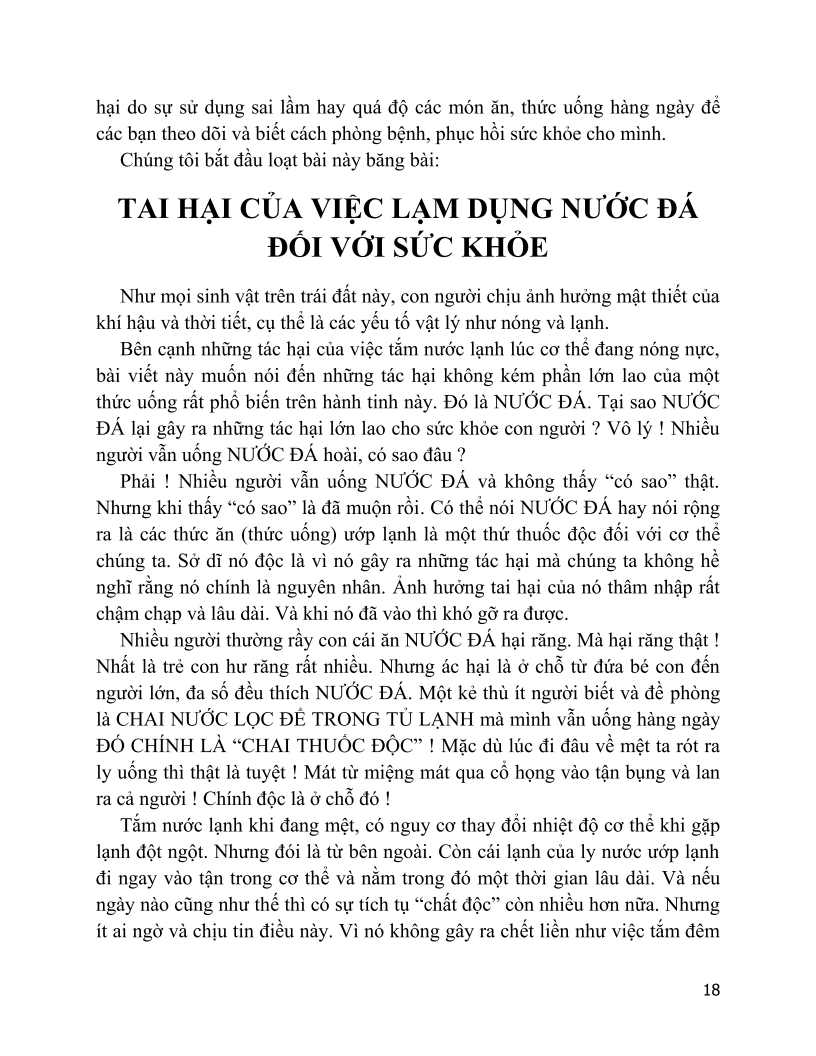 hại do sự sử dụng sai lầm hay quá độ các món ăn, thức uống hàng ngày để
các bạn theo dõi và biết cách phòng bệnh, phục hồi sức khỏe cho mình.
Chúng tôi bắt đầu loạt bài này băng bài:
TAI HẠI CỦA VIỆC LẠM DỤNG NƯỚC ĐÁ
ĐỐI VỚI SỨC KHỎE
Như mọi sinh vật trên trái đất này, con người chịu ảnh hưởng mật thiết của
khí hậu và thời tiết, cụ thể là các yếu tố vật lý như nóng và lạnh.
Bên cạnh những tác hại của việc tắm nước lạnh lúc cơ thể đang nóng nực,
bài viết này muốn nói đến những tác hại không kém phần lớn lao của một
thức uống rất phổ biến trên hành tinh này. Đó là NƯỚC ĐÁ. Tại sao NƯỚC
ĐÁ lại gây ra những tác hại lớn lao cho sức khỏe con người ? Vô lý ! Nhiều
người vẫn uống NƯỚC ĐÁ hoài, có sao đâu ?
Phải ! Nhiều người vẫn uống NƯỚC ĐÁ và không thấy “có sao” thật.
Nhưng khi thấy “có sao” là đã muộn rồi. Có thể nói NƯỚC ĐÁ hay nói rộng
ra là các thức ăn (thức uống) ướp lạnh là một thứ thuốc độc đối với cơ thể
chúng ta. Sở dĩ nó độc là vì nó gây ra những tác hại mà chúng ta không hề
nghĩ rằng nó chính là nguyên nhân. Ảnh hưởng tai hại của nó thâm nhập rất
chậm chạp và lâu dài. Và khi nó đã vào thì khó gỡ ra được.
Nhiều người thường rầy con cái ăn NƯỚC ĐÁ hại răng. Mà hại răng thật !
Nhất là trẻ con hư răng rất nhiều. Nhưng ác hại là ở chỗ từ đứa bé con đến
người lớn, đa số đều thích NƯỚC ĐÁ. Một kẻ thù ít người biết và đề phòng
là CHAI NƯỚC LỌC ĐỂ TRONG TỦ LẠNH mà mình vẫn uống hàng ngày
ĐÓ CHÍNH LÀ “CHAI THUỐC ĐỘC” ! Mặc dù lúc đi đâu về mệt ta rót ra
ly uống thì thật là tuyệt ! Mát từ miệng mát qua cổ họng vào tận bụng và lan
ra cả người ! Chính độc là ở chỗ đó !
Tắm nước lạnh khi đang mệt, có nguy cơ thay đổi nhiệt độ cơ thể khi gặp
lạnh đột ngột. Nhưng đói là từ bên ngoài. Còn cái lạnh của ly nước ướp lạnh
đi ngay vào tận trong cơ thể và nằm trong đó một thời gian lâu dài. Và nếu
ngày nào cũng như thế thì có sự tích tụ “chất độc” còn nhiều hơn nữa. Nhưng
ít ai ngờ và chịu tin điều này. Vì nó không gây ra chết liền như việc tắm đêm
18